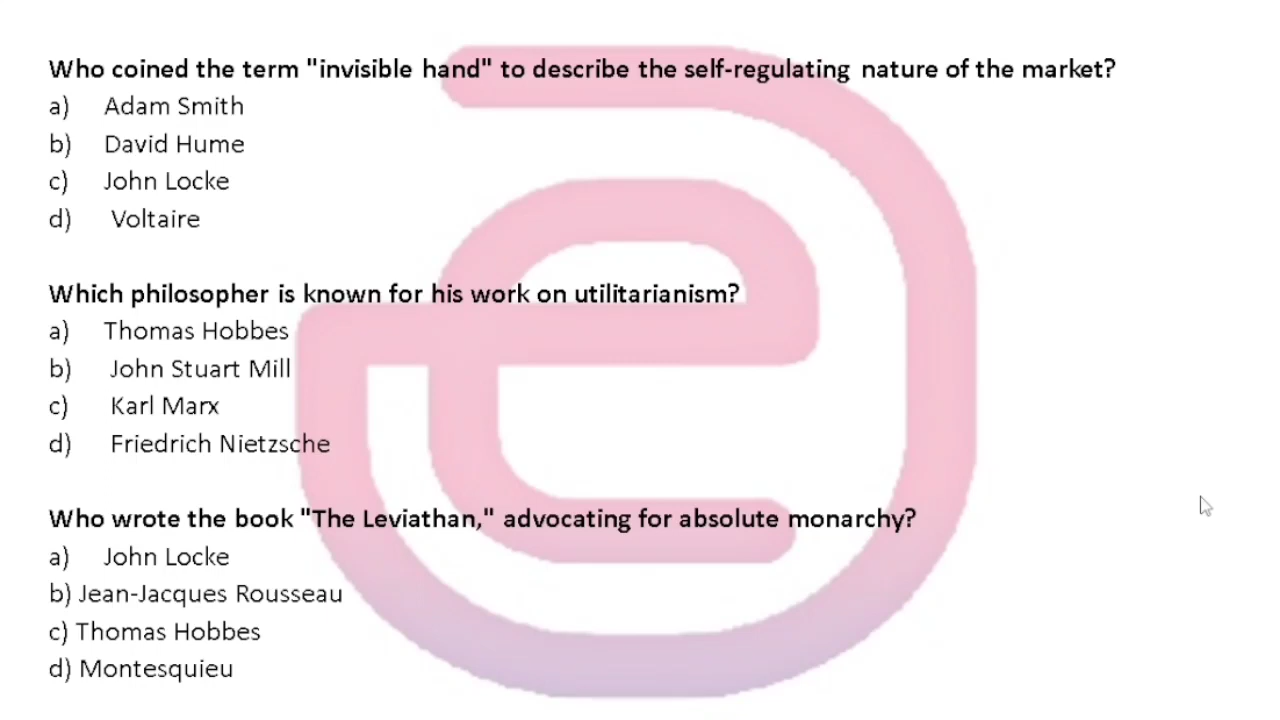 Who coined the term "invisible hand" to describe the self-regulating nature of the market?
a) Adam Smith
b) David Hume
c) John Locke
d) Voltaire
Which philosopher is known for his work on utilitarianism?
a) Thomas Hobbes
b) John Stuart Mill
c) Karl Marx
d) Friedrich Nietzsche
Who wrote the book "The Leviathan," advocating for absolute monarchy?
a) John Locke
b) Jean-Jacques Rousseau
c) Thomas Hobbes
d) Montesquieu